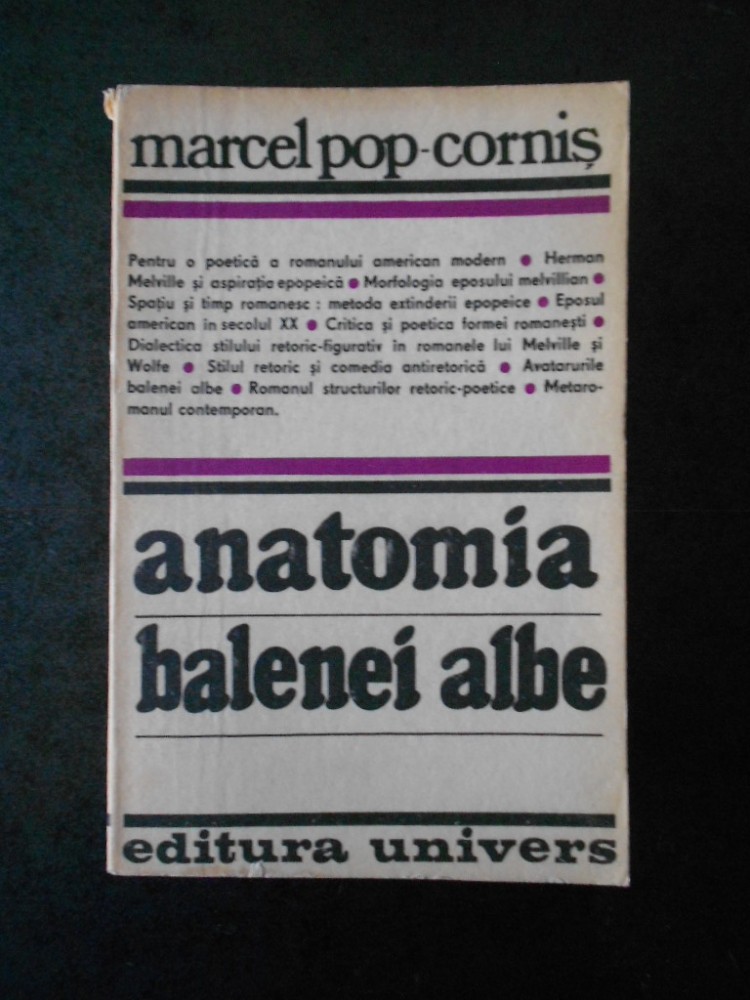 marcel pop-corniș
Pentru o poetică a romanului american modern ● Herman
Melville și aspirația epopeică ● Morfologia eposului melvillian ●
Spațiu și timp romanesc : metoda extinderii epopeice ● Eposul
american în secolul XX ● Critica și poetica formei romanești ●
Dialectica stilului retoric-figurativ în romanele lui Melville și
Wolfe ● Stilul retoric și comedia antiretorică ● Avatarurile
balenei albe ● Romanul structurilor retoric-poetice ● Metaro-
manul contemporan.
anatomia
balenei albe
editura univers